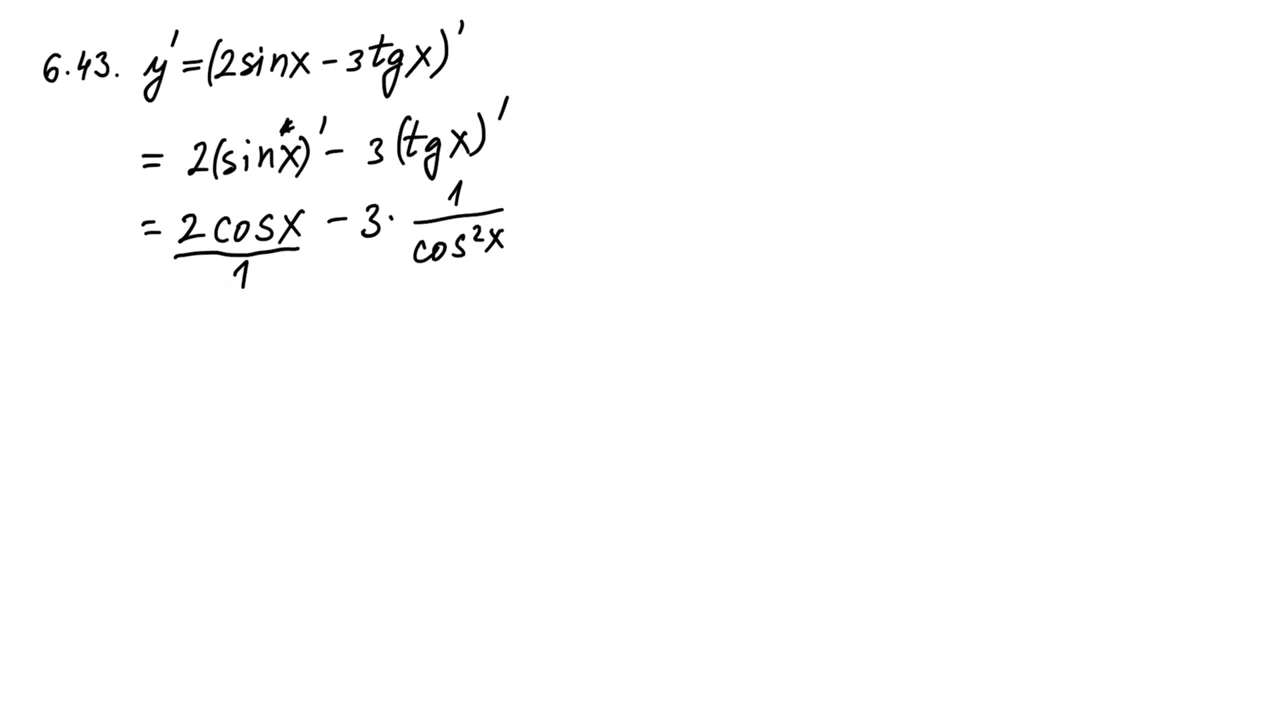 6.43. y' = (2sinx - 3tgx)'
= 2(sinx)' - 3(tgx)'
= 2cosx/1 - 3 · 1/cos²x